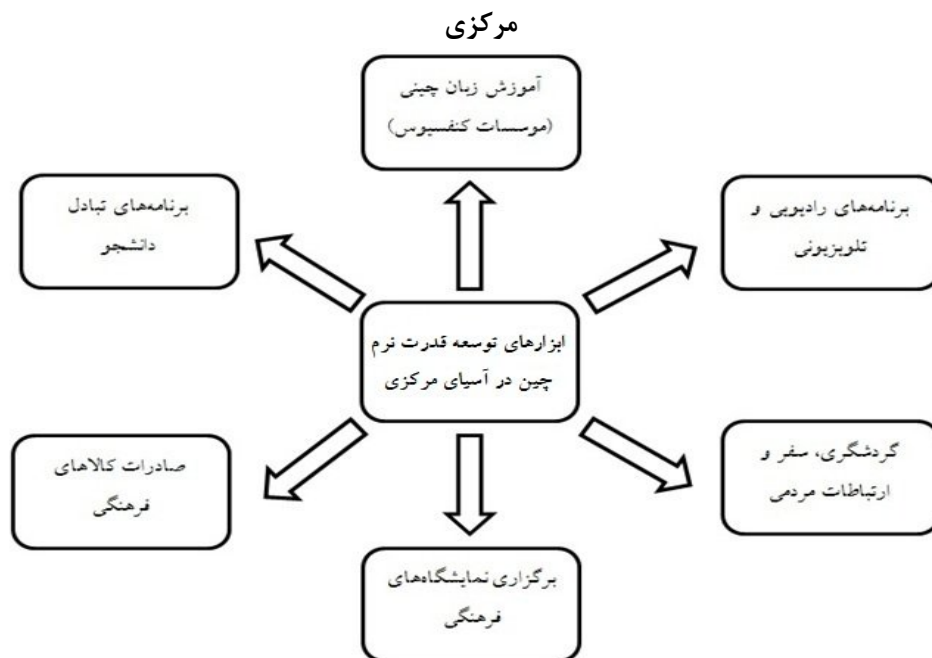 مرکزی
آموزش زبان چینی
(موسسات کنفسیوس)
برنامه‌های رادیویی و
تلویزیونی
برنامه‌های تبادل
دانشجو
ابزارهای توسعه قدرت نرم
چین در آسیای مرکزی
گردشگری، سفر و
ارتباطات مردمی
صادرات کالاهای
فرهنگی
برگزاری نمایشگاه‌های
فرهنگی